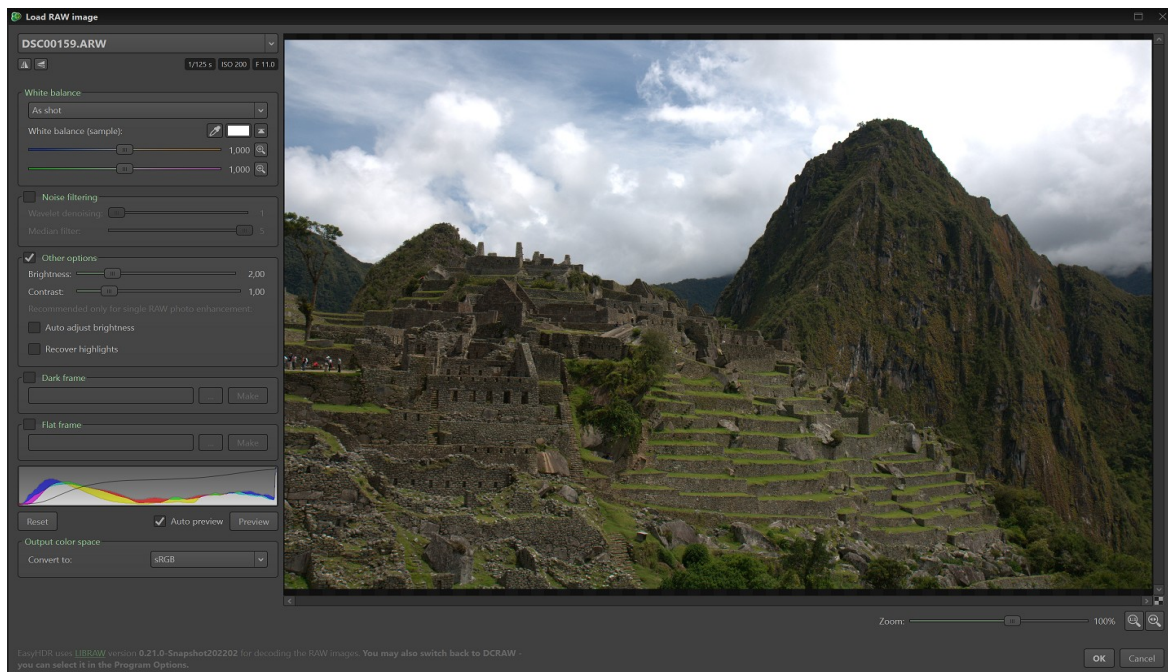 Load RAW image
DSC00159.ARW
1/125 s ISO 200 F 11.0
White balance
As shot
White balance (sample):
1,000
1,000
Noise filtering
Wavelet denoising: 1
Median filter: 5
Other options
Brightness: 2,00
Contrast: 1,00
Recommended only for single RAW photo enhancement.
Auto adjust brightness
Recover highlights
Dark frame
... Make
Flat frame
... Make
Reset Auto preview Preview
Output color space
Convert to: sRGB
Zoom: 100%
EasyHDR uses LIBRAW version 0.21.0-Snapshot202202 for decoding the RAW images. You may also switch back to DCRAW -
you can select it in the Program Options.
OK Cancel